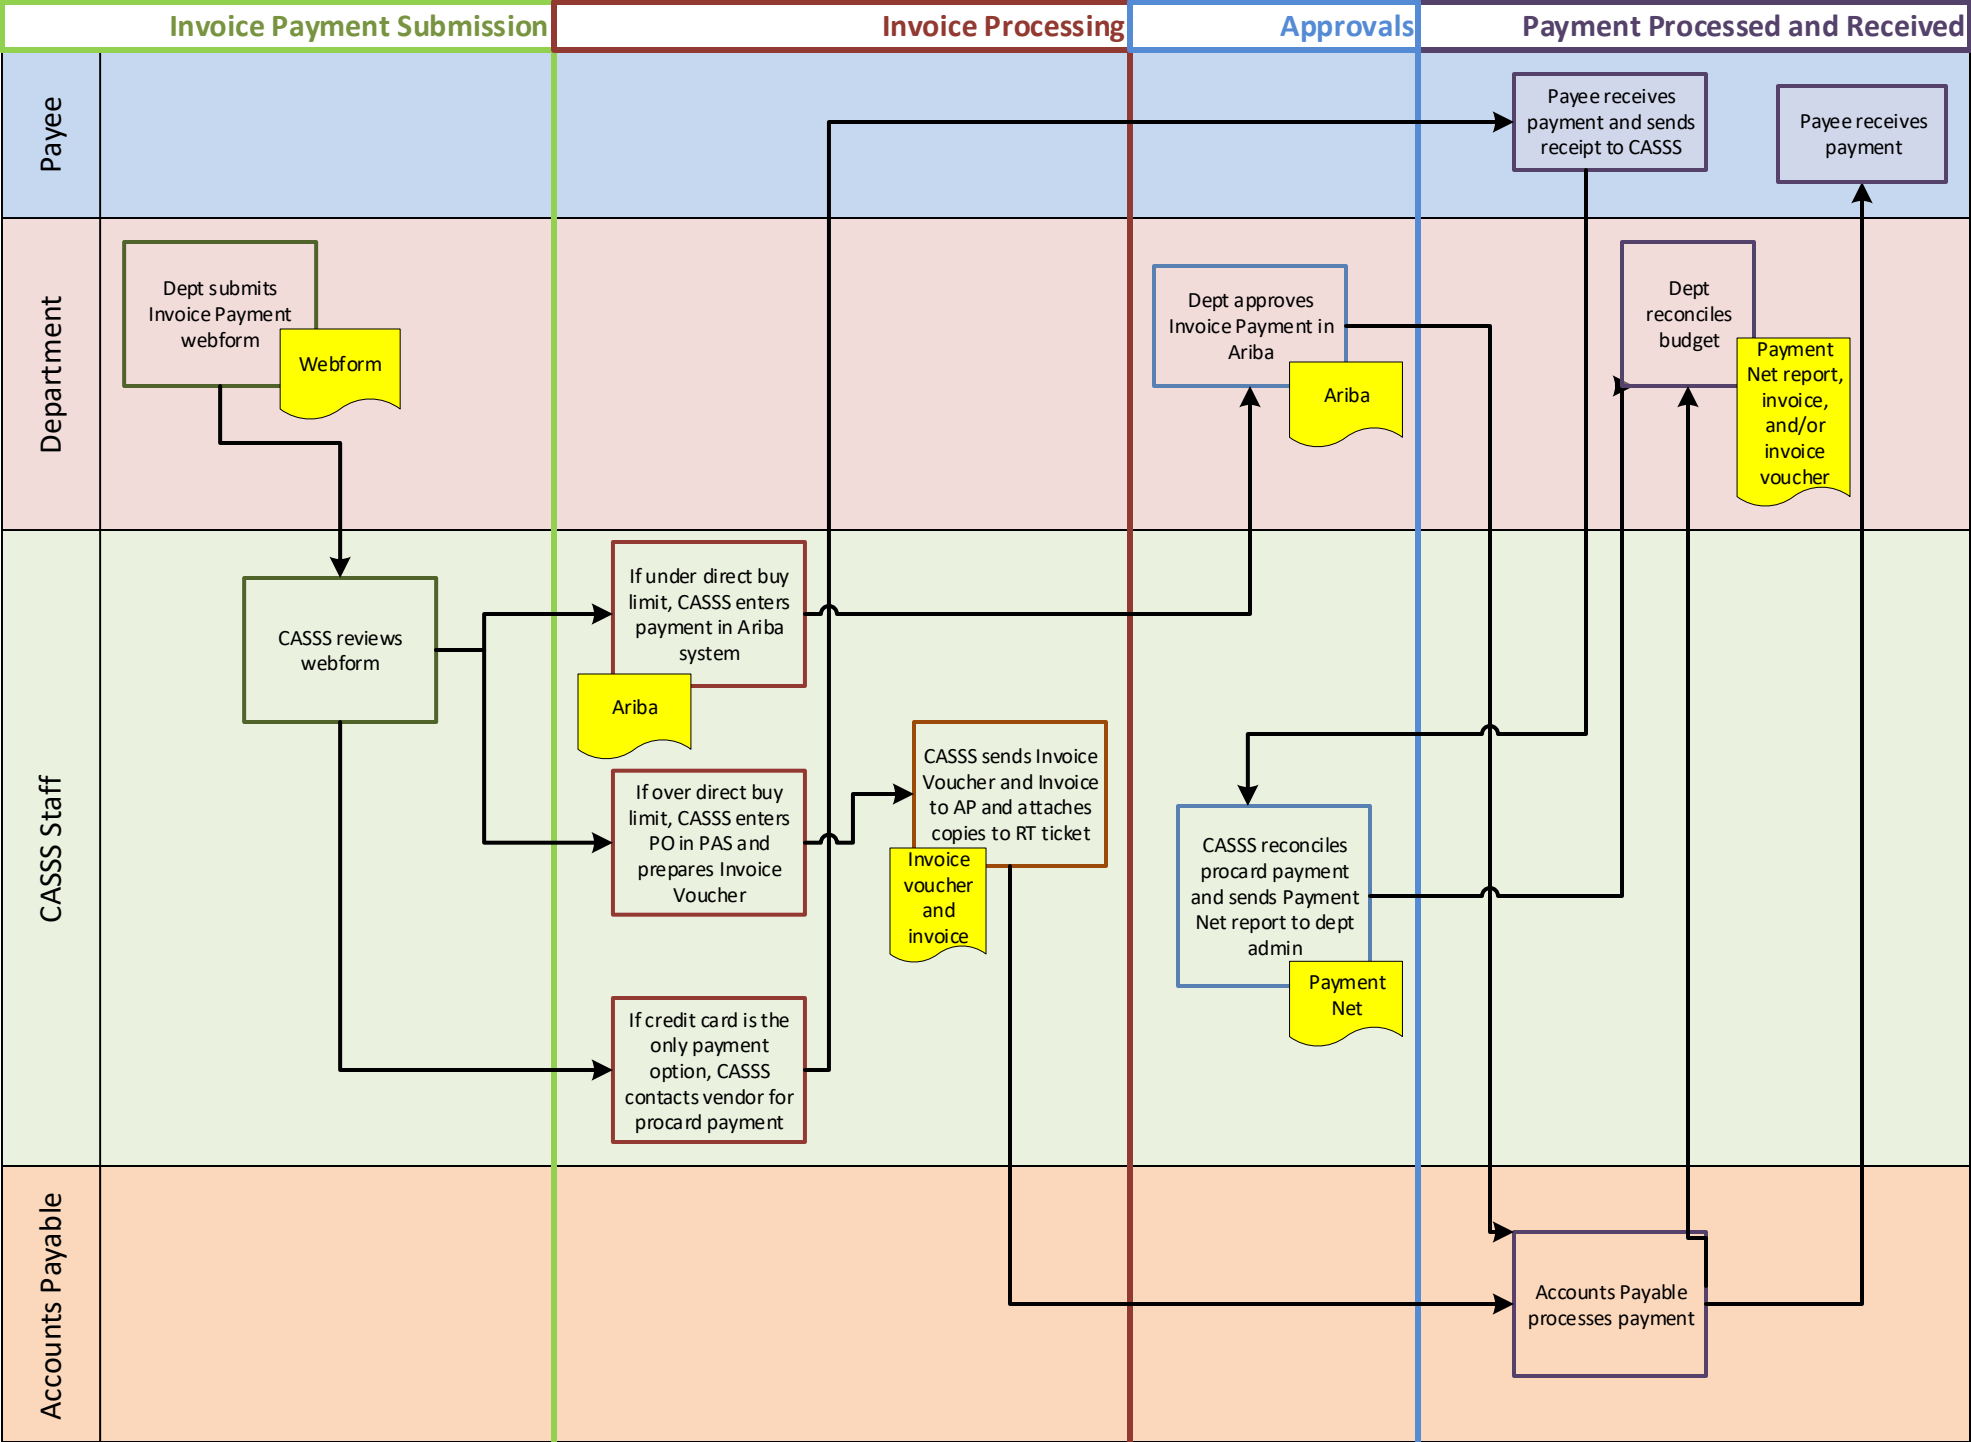 Invoice Payment Submission
Invoice Processing
Approvals
Payment Processed and Received
Payee
Payee receives
payment and sends
receipt to CASSS
Payee receives
payment
Department
Dept submits
Invoice Payment
webform
Webform
Dept approves
Invoice Payment in
Ariba
Ariba
Dept
reconciles
budget
Payment
Net report,
invoice,
and/or
invoice
voucher
CASSS Staff
CASSS reviews
webform
If under direct buy
limit, CASSS enters
payment in Ariba
system
Ariba
If over direct buy
limit, CASSS enters
PO in PAS and
prepares Invoice
Voucher
CASSS sends Invoice
Voucher and Invoice
to AP and attaches
copies to RT ticket
Invoice
voucher
and
invoice
If credit card is the
only payment
option, CASSS
contacts vendor for
procard payment
CASSS reconciles
procard payment
and sends Payment
Net report to dept
admin
Payment
Net
Accounts Payable
Accounts Payable
processes payment